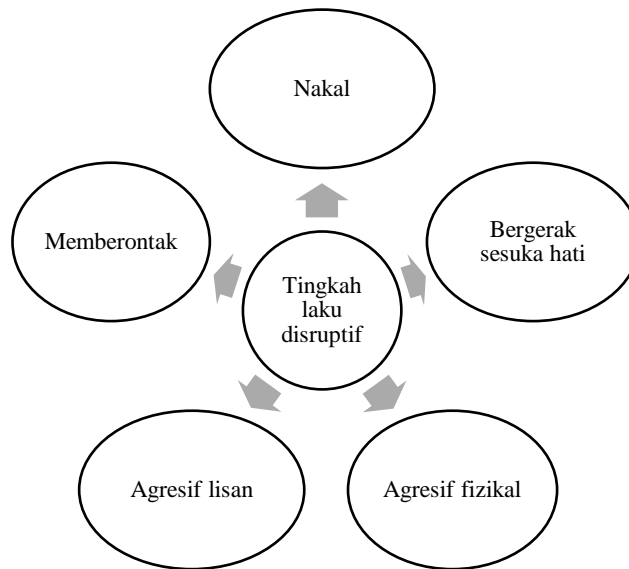 Nakal
Memberontak
Bergerak
sesuka hati
Tingkah
laku
disruptif
Agresif lisan
Agresif fizikal